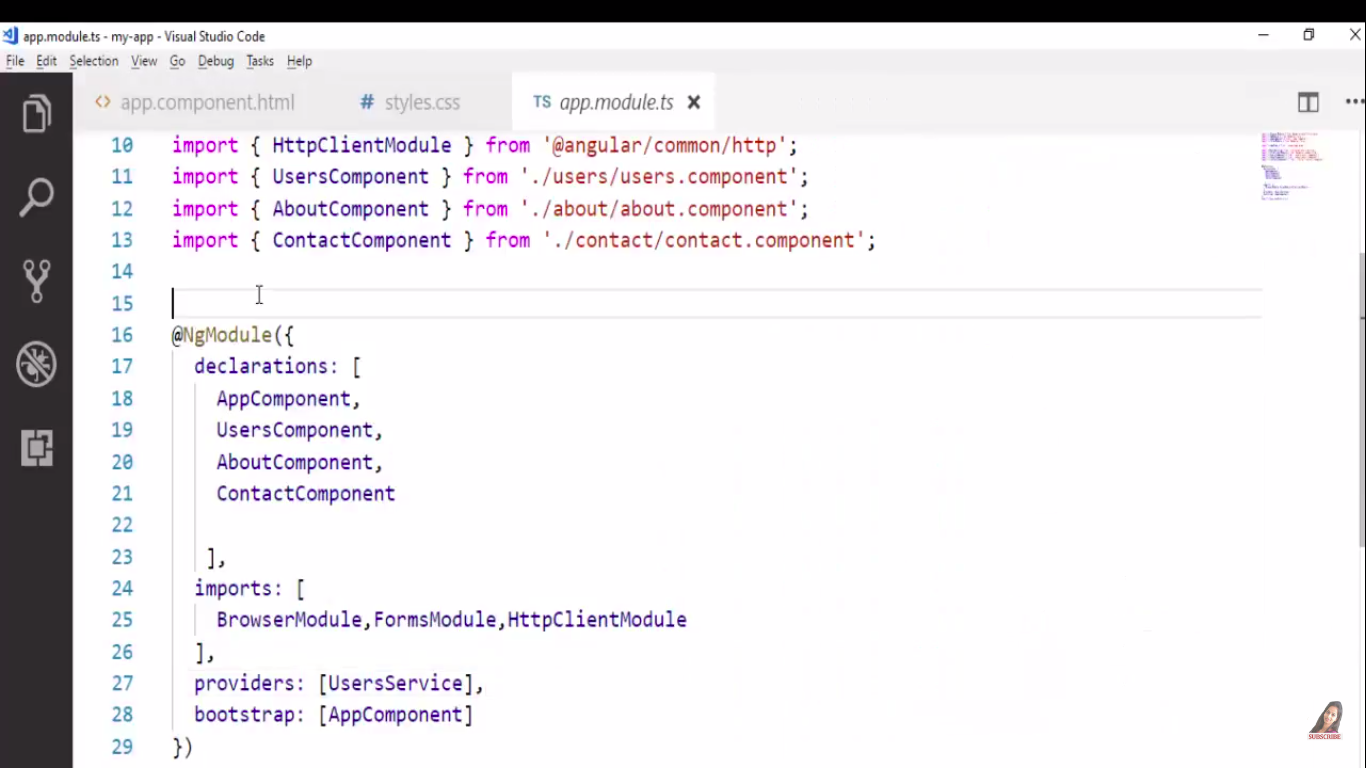 app.module.ts - my-app - Visual Studio Code
File Edit Selection View Go Debug Tasks Help
<> app.component.html # styles.css TS app.module.ts
10 import { HttpClientModule } from '@angular/common/http';
11 import { UsersComponent } from './users/users.component';
12 import { AboutComponent } from './about/about.component';
13 import { ContactComponent } from './contact/contact.component';
14
15
16 @NgModule({
17 declarations: [
18 AppComponent,
19 UsersComponent,
20 AboutComponent,
21 ContactComponent
22
23 ],
24 imports: [
25 BrowserModule,FormsModule,HttpClientModule
26 ],
27 providers: [UsersService],
28 bootstrap: [AppComponent]
29 })
SUBSCRIBE